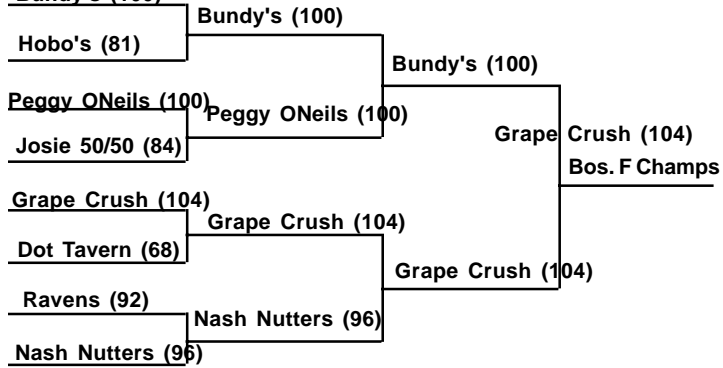 Bundy's (100)
Bundy's (100)
Hobo's (81)
Bundy's (100)
Peggy ONeils (100)
Peggy ONeils (100)
Josie 50/50 (84)
Grape Crush (104)
Bos. F Champs
Grape Crush (104)
Grape Crush (104)
Dot Tavern (68)
Grape Crush (104)
Ravens (92)
Nash Nutters (96)
Nash Nutters (96)